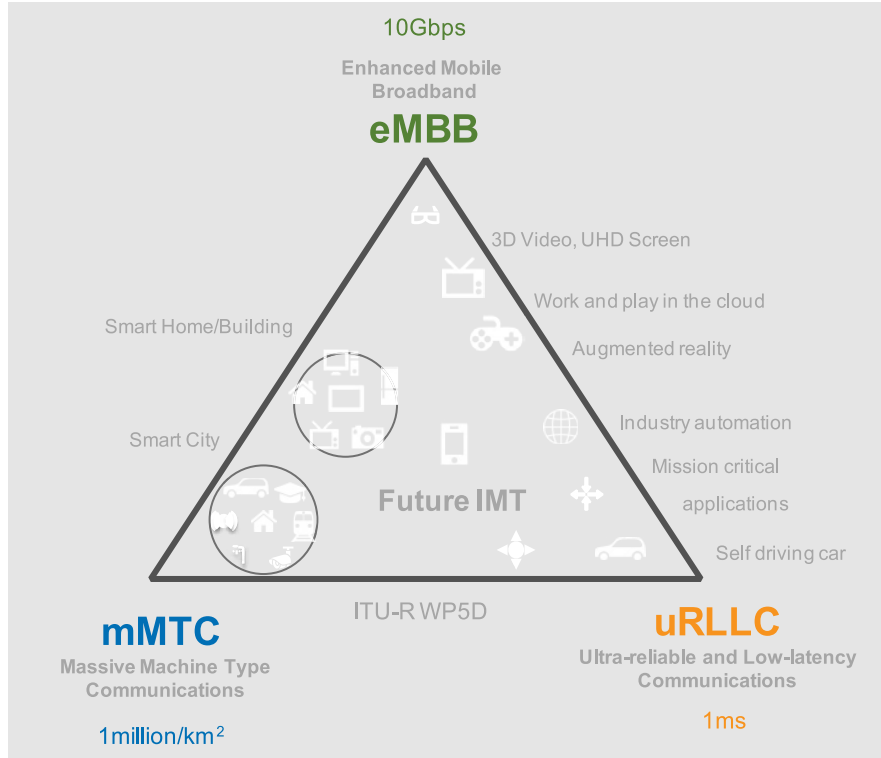 10Gbps
Enhanced Mobile
Broadband
eMBB
3D Video, UHD Screen
Work and play in the cloud
Smart Home/Building
Augmented reality
Industry automation
Smart City
Mission critical
applications
Future IMT
Self driving car
ITU-R WP5D
mMTC
Massive Machine Type
Communications
1million/km²
uRLLC
Ultra-reliable and Low-latency
Communications
1ms